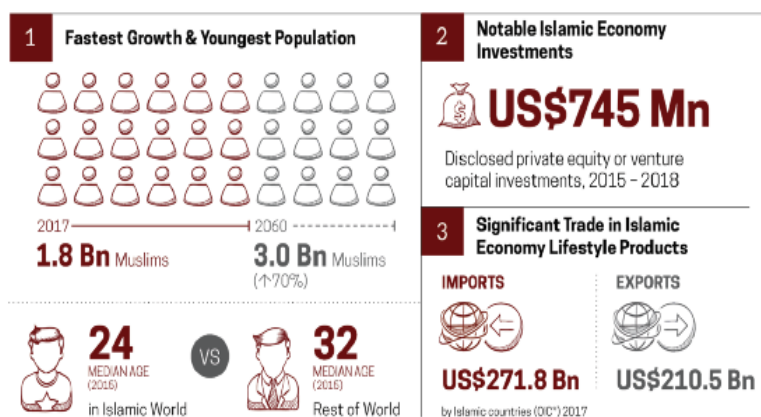 1
Fastest Growth & Youngest Population
2017
1.8 Bn Muslims
2060
3.0 Bn Muslims
(↑70%)
24
MEDIAN AGE
(2016)
in Islamic World
VS
32
MEDIAN AGE
(2016)
Rest of World
2
Notable Islamic Economy
Investments
$
US$745 Mn
Disclosed private equity or venture
capital investments, 2015 – 2018
3
Significant Trade in Islamic
Economy Lifestyle Products
IMPORTS
US$271.8 Bn
EXPORTS
US$210.5 Bn
by Islamic countries (OIC*) 2017